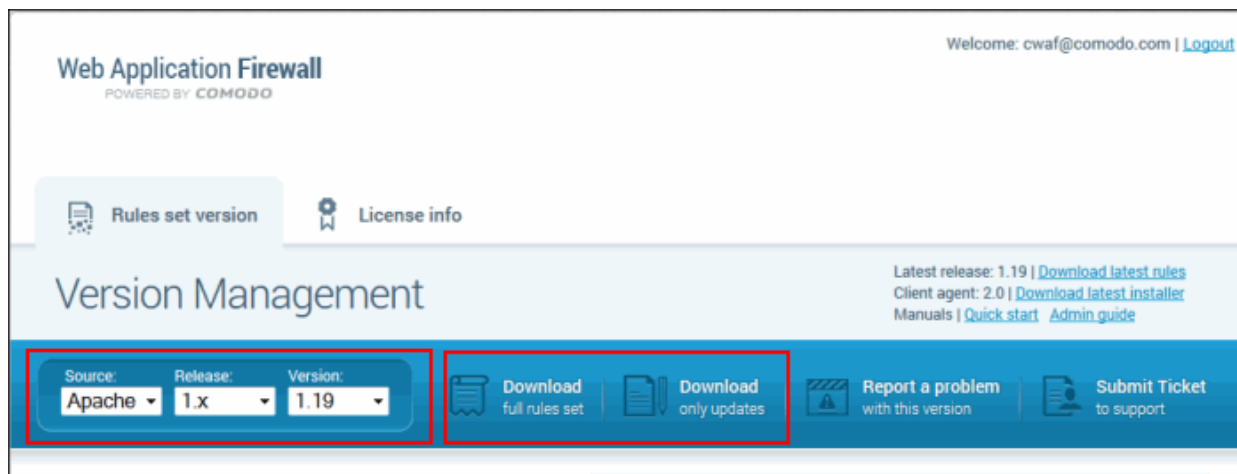 Welcome: cwaf@comodo.com | Logout
Web Application Firewall
POWERED BY COMODO
Rules set version
License info
Version Management
Latest release: 1.19 | Download latest rules
Client agent: 2.0 | Download latest installer
Manuals | Quick start Admin guide
Source: Release: Version:
Apache 1.x 1.19
Download
full rules set
Download
only updates
Report a problem
with this version
Submit Ticket
to support